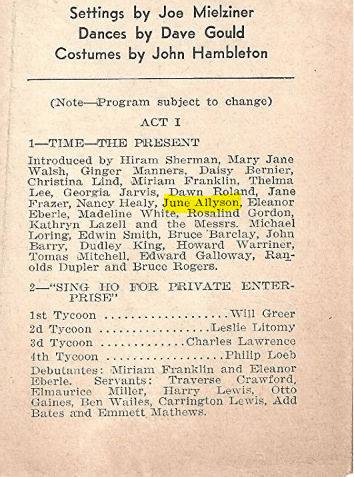 Settings by Joe Mielziner
Dances by Dave Gould
Costumes by John Hambleton
(Note—Program subject to change)
ACT I
1—TIME—THE PRESENT
Introduced by Hiram Sherman, Mary Jane
Walsh, Ginger Manners, Daisy Bernier,
Christina Lind, Miriam Franklin, Thelma
Lee, Georgia Jarvis, Dawn Roland, Jane
Frazer, Nancy Healy, June Allyson, Eleanor
Eberle, Madeline White, Rosalind Gordon,
Kathryn Lazell and the Messrs. Michael
Loring, Edwin Smith, Bruce Barclay, John
Barry, Dudley King, Howard Warriner,
Tomas Mitchell, Edward Galloway, Ran-
olds Dupler and Bruce Rogers.
2—"SING HO FOR PRIVATE ENTER-
PRISE"
1st Tycoon ..................Will Greer
2d Tycoon ..................Leslie Litomy
3d Tycoon .............Charles Lawrence
4th Tycoon .................Philip Loeb
Debutantes: Miriam Franklin and Eleanor
Eberle. Servants: Traverse Crawford,
Elmaurice Miller, Harry Lewis, Otto
Gaines, Ben Wailes, Carrington Lewis, Add
Bates and Emmett Mathews.